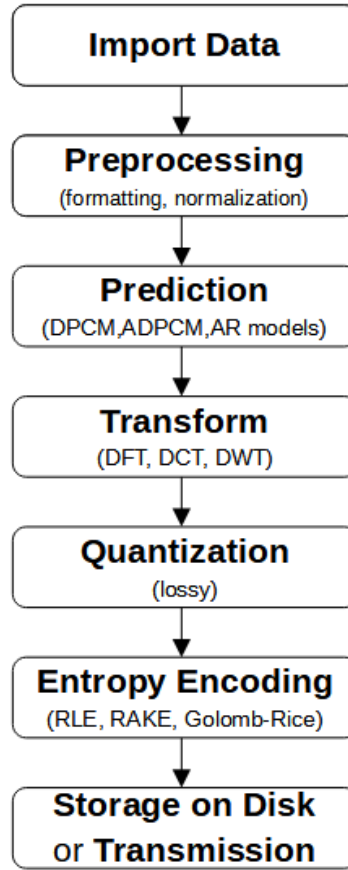 Import Data
Preprocessing
(formatting, normalization)
Prediction
(DPCM,ADPCM,AR models)
Transform
(DFT, DCT, DWT)
Quantization
(lossy)
Entropy Encoding
(RLE, RAKE, Golomb-Rice)
Storage on Disk
or Transmission